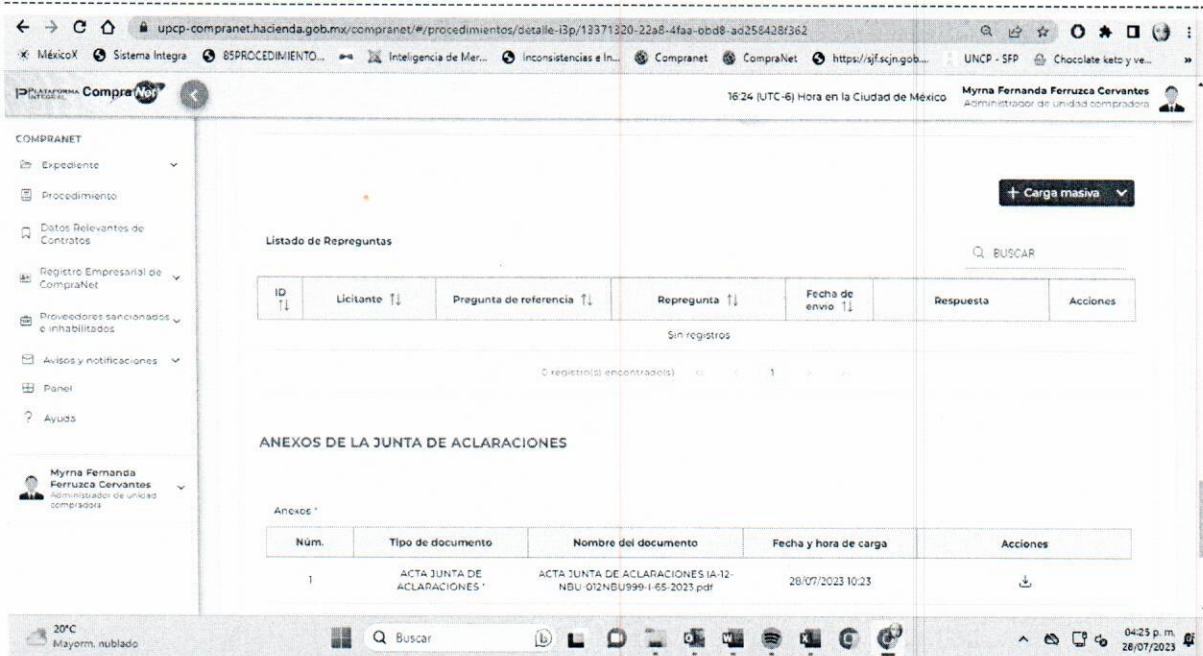 upcp-compranet.hacienda.gob.mx/compranet/#/procedimientos/detalle-i3p/13371320-22a8-4faa-bbd8-ad258428f362
MéxicoX Sistema Integra 85PROCEDIMIENTO... Inteligencia de Mer... Inconsistencias e In... Compranet CompraNet https://sjf.scjn.gob.... UNCP - SFP Chocolate keto y ve... »
PLATAFORMA INTEGRAL CompraNet
16:24 (UTC-6) Hora en la Ciudad de México
Myrna Fernanda Ferruzca Cervantes
Administrador de unidad compradora
COMPRANET
Expediente
Procedimiento
Datos Relevantes de
Contratos
Registro Empresarial de
CompraNet
Proveedores sancionados
e inhabilitados
Avisos y notificaciones
Panel
? Ayuda
Myrna Fernanda
Ferruzca Cervantes
Administrador de unidad
compradora
+ Carga masiva
Listado de Repreguntas
BUSCAR
ID Licitante Pregunta de referencia Repregunta Fecha de envío Respuesta Acciones
Sin registros
0 registro(s) encontrado(s) 1
ANEXOS DE LA JUNTA DE ACLARACIONES
Anexos *
Núm. Tipo de documento Nombre del documento Fecha y hora de carga Acciones
1 ACTA JUNTA DE ACLARACIONES * ACTA JUNTA DE ACLARACIONES IA-12-NBU-012NBU999-I-65-2023.pdf 28/07/2023 10:23
20°C
Mayorm. nublado
Buscar
04:25 p. m.
28/07/2023